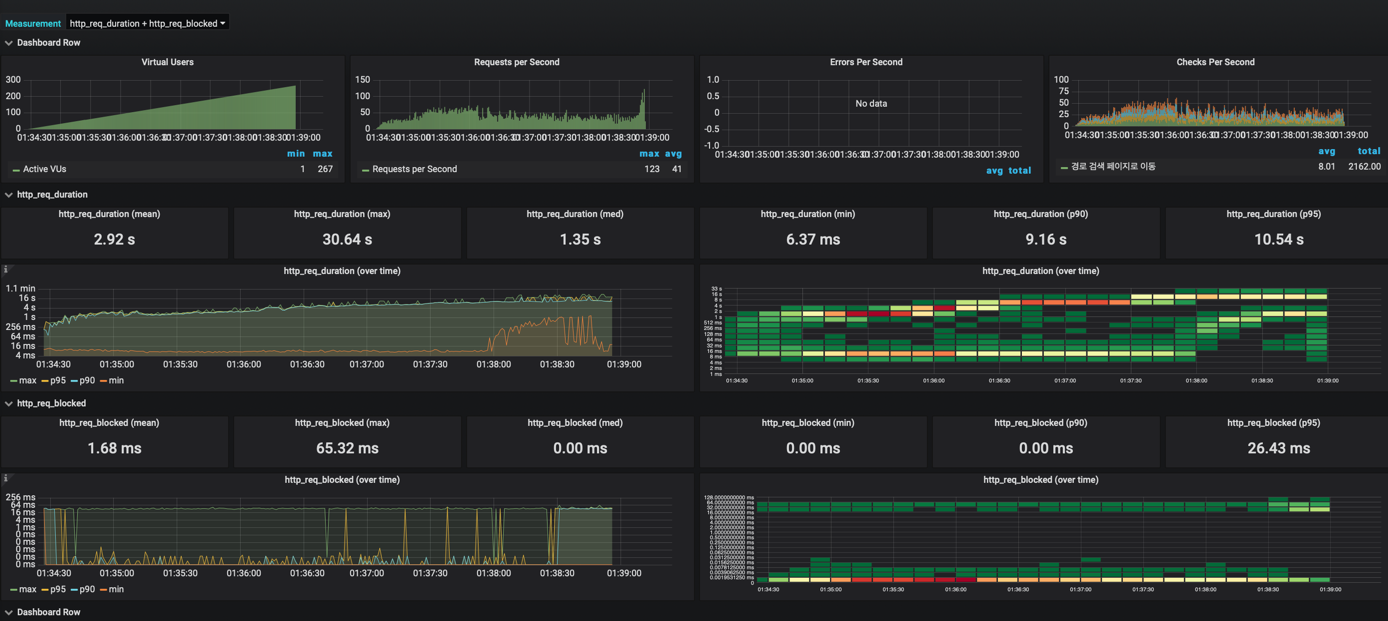 Measurement http_req_duration + http_req_blocked
Dashboard Row
Virtual Users
300
200
100
0
01:34:30 01:35:00 01:35:30 01:36:00 01:36:30 01:37:00 01:37:30 01:38:00 01:38:30 01:39:00
min max
Active VUs 1 267
Requests per Second
150
100
50
0
01:34:30 01:35:00 01:35:30 01:36:00 01:36:30 01:37:00 01:37:30 01:38:00 01:38:30 01:39:00
max avg
Requests per Second 123 41
Errors Per Second
1.0
0.5
0
-0.5
-1.0
No data
01:34:30 01:35:00 01:35:30 01:36:00 01:36:30 01:37:00 01:37:30 01:38:00 01:38:30 01:39:00
avg total
Checks Per Second
100
75
50
25
0
01:34:30 01:35:00 01:35:30 01:36:00 01:36:30 01:37:00 01:37:30 01:38:00 01:38:30 01:39:00
avg total
경로 검색 페이지로 이동 8.01 2162.00
http_req_duration
http_req_duration (mean)
2.92 s
http_req_duration (max)
30.64 s
http_req_duration (med)
1.35 s
http_req_duration (min)
6.37 ms
http_req_duration (p90)
9.16 s
http_req_duration (p95)
10.54 s
http_req_duration (over time)
1.1 min
16 s
4 s
1 s
256 ms
64 ms
16 ms
4 ms
01:34:30 01:35:00 01:35:30 01:36:00 01:36:30 01:37:00 01:37:30 01:38:00 01:38:30 01:39:00
max p95 p90 min
http_req_duration (over time)
33 s
16 s
8 s
4 s
2 s
1 s
512 ms
256 ms
128 ms
64 ms
32 ms
16 ms
8 ms
4 ms
2 ms
1 ms
01:34:30 01:35:00 01:35:30 01:36:00 01:36:30 01:37:00 01:37:30 01:38:00 01:38:30 01:39:00
http_req_blocked
http_req_blocked (mean)
1.68 ms
http_req_blocked (max)
65.32 ms
http_req_blocked (med)
0.00 ms
http_req_blocked (min)
0.00 ms
http_req_blocked (p90)
0.00 ms
http_req_blocked (p95)
26.43 ms
http_req_blocked (over time)
256 ms
64 ms
16 ms
4 ms
1 ms
0 ms
0 ms
0 ms
0 ms
0 ms
01:34:30 01:35:00 01:35:30 01:36:00 01:36:30 01:37:00 01:37:30 01:38:00 01:38:30 01:39:00
max p95 p90 min
http_req_blocked (over time)
128.0000000000 ms
64.0000000000 ms
32.0000000000 ms
16.0000000000 ms
8.0000000000 ms
4.0000000000 ms
2.0000000000 ms
1.0000000000 ms
0.5000000000 ms
0.2500000000 ms
0.1250000000 ms
0.0625000000 ms
0.0312500000 ms
0.0156250000 ms
0.0078125000 ms
0.0039062500 ms
0.0019531250 ms
0
01:34:30 01:35:00 01:35:30 01:36:00 01:36:30 01:37:00 01:37:30 01:38:00 01:38:30 01:39:00
Dashboard Row